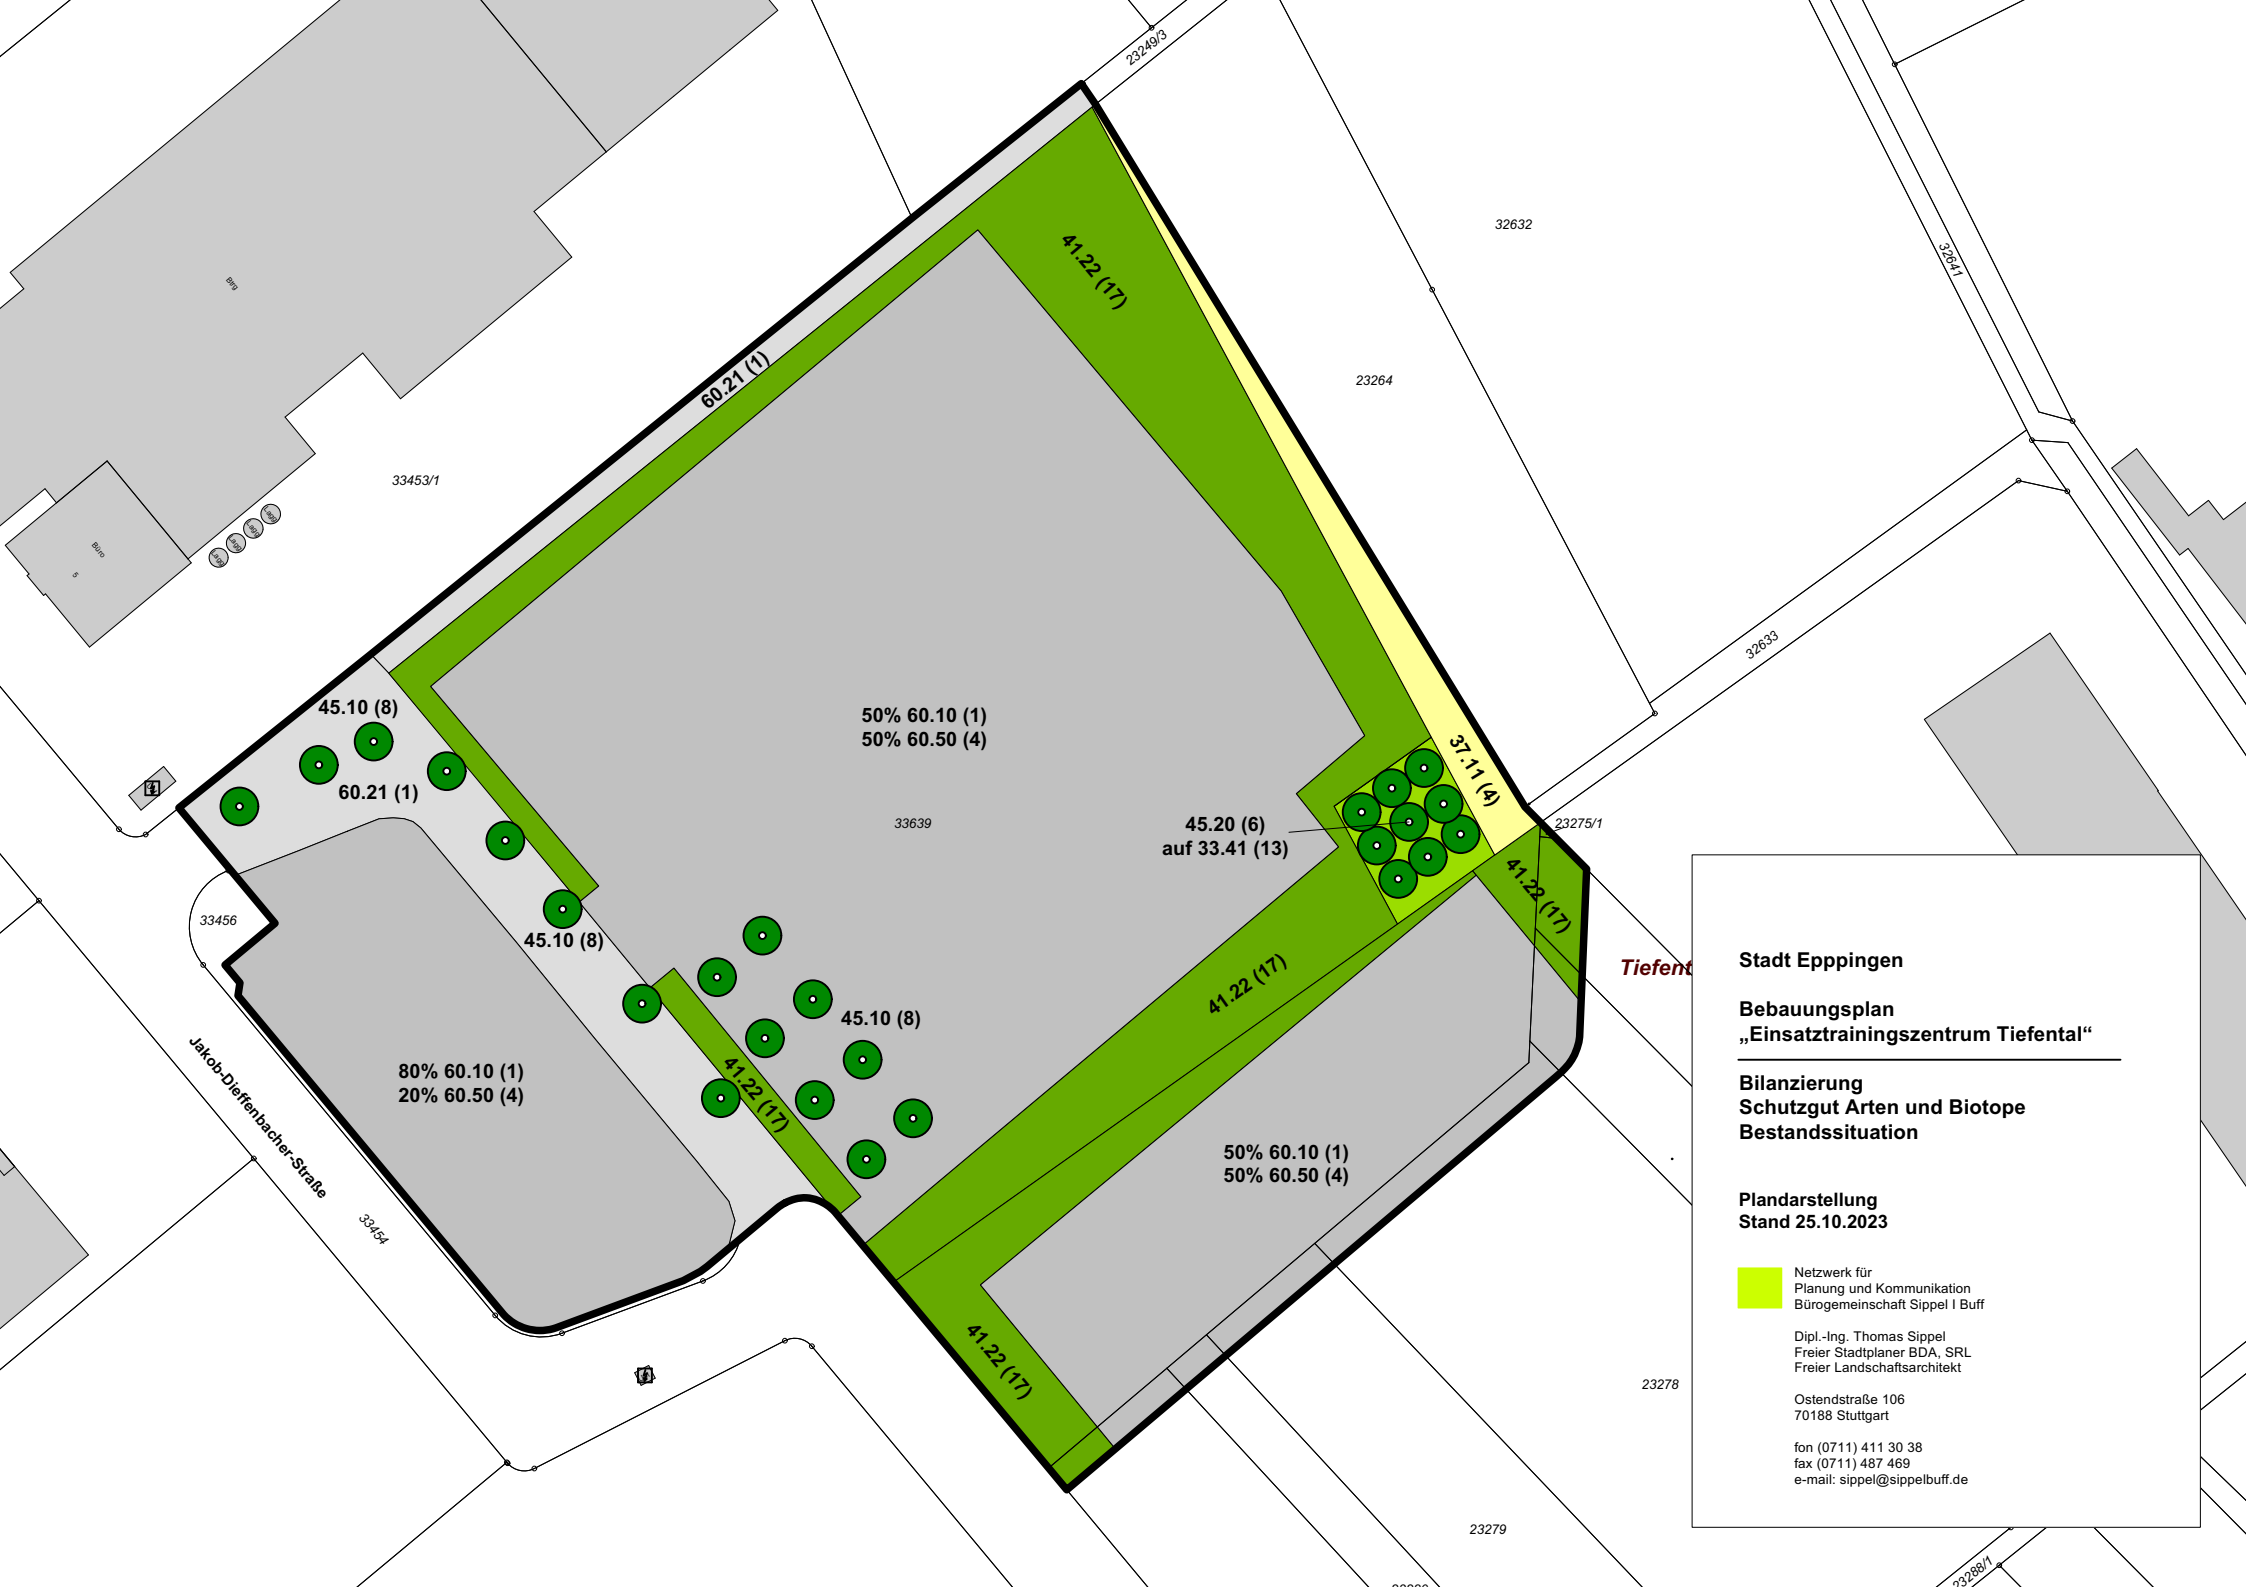 23249/3
32632
41.22 (17)
32641
Birg
60.21 (1)
23264
33453/1
Lagg
Lagg
Lagg
Lagg
Büro
5
32633
45.10 (8)
50% 60.10 (1)
50% 60.50 (4)
37.11 (4)
60.21 (1)
33639
45.20 (6)
auf 33.41 (13)
23275/1
41.22 (17)
33456
45.10 (8)
Tiefent
41.22 (17)
45.10 (8)
Jakob-Dieffenbacher-Straße
80% 60.10 (1)
20% 60.50 (4)
41.22 (17)
50% 60.10 (1)
50% 60.50 (4)
33454
41.22 (17)
23278
23279
23288/1
Stadt Epppingen
Bebauungsplan
„Einsatztrainingszentrum Tiefental“
Bilanzierung
Schutzgut Arten und Biotope
Bestandssituation
Plandarstellung
Stand 25.10.2023
Netzwerk für
Planung und Kommunikation
Bürogemeinschaft Sippel I Buff
Dipl.-Ing. Thomas Sippel
Freier Stadtplaner BDA, SRL
Freier Landschaftsarchitekt
Ostendstraße 106
70188 Stuttgart
fon (0711) 411 30 38
fax (0711) 487 469
e-mail: sippel@sippelbuff.de